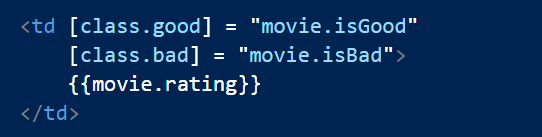 <td [class.good] = "movie.isGood"
[class.bad] = "movie.isBad">
{{movie.rating}}
</td>